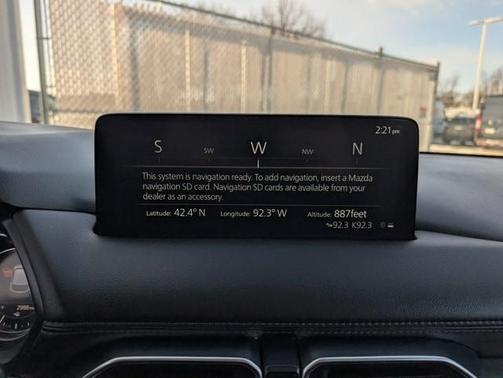 2:21pm
S SW W NW N
This system is navigation ready. To add navigation, insert a Mazda
navigation SD card. Navigation SD cards are available from your
dealer as an accessory.
Latitude: 42.4° N Longitude: 92.3° W Altitude: 887feet
92.3 K92.3